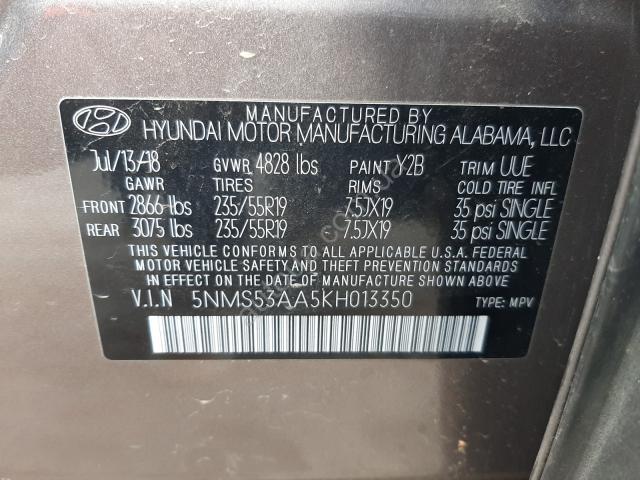 MANUFACTURED BY
HYUNDAI MOTOR MANUFACTURING ALABAMA, LLC
Jul/13/18 GVWR 4828 lbs PAINT Y2B TRIM UUE
GAWR TIRES RIMS COLD TIRE INFL
FRONT 2866 lbs 235/55R19 7.5JX19 35 psi SINGLE
REAR 3075 lbs 235/55R19 7.5JX19 35 psi SINGLE
THIS VEHICLE CONFORMS TO ALL APPLICABLE U.S.A. FEDERAL
MOTOR VEHICLE SAFETY AND THEFT PREVENTION STANDARDS
IN EFFECT ON THE DATE OF MANUFACTURE SHOWN ABOVE.
V.I.N 5NMS53AA5KH013350 TYPE: MPV